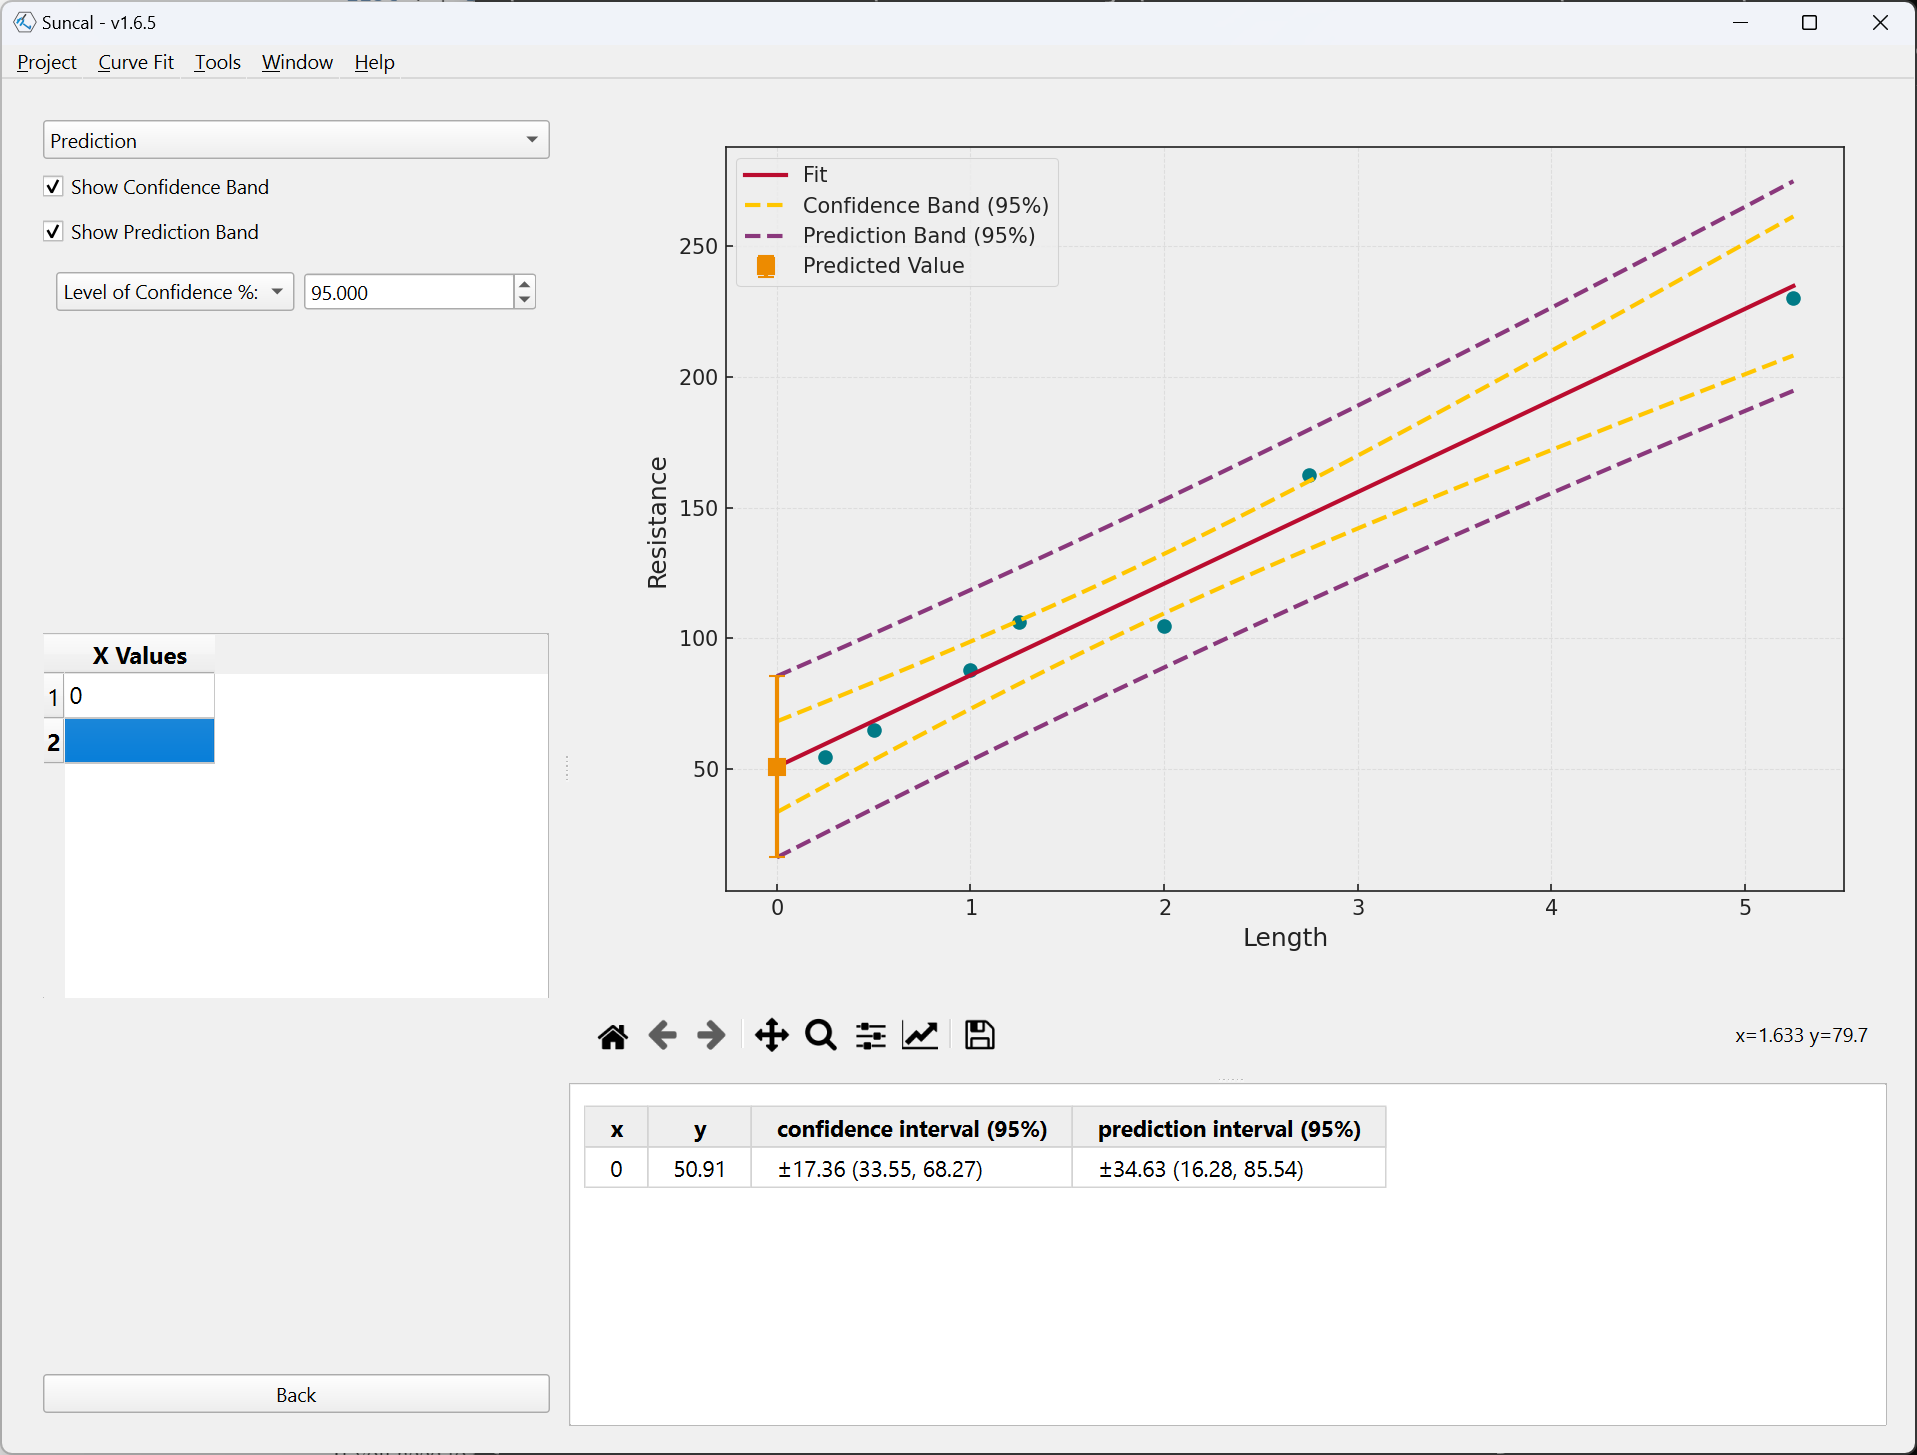 Suncal - v1.6.5
Project Curve Fit Tools Window Help
Prediction
Show Confidence Band
Show Prediction Band
Level of Confidence %: 95.000
X Values
1 0
2
Back
Fit
Confidence Band (95%)
Prediction Band (95%)
Predicted Value
250
200
150
100
50
Resistance
0 1 2 3 4 5
Length
x=1.633 y=79.7
x y confidence interval (95%) prediction interval (95%)
0 50.91 ±17.36 (33.55, 68.27) ±34.63 (16.28, 85.54)